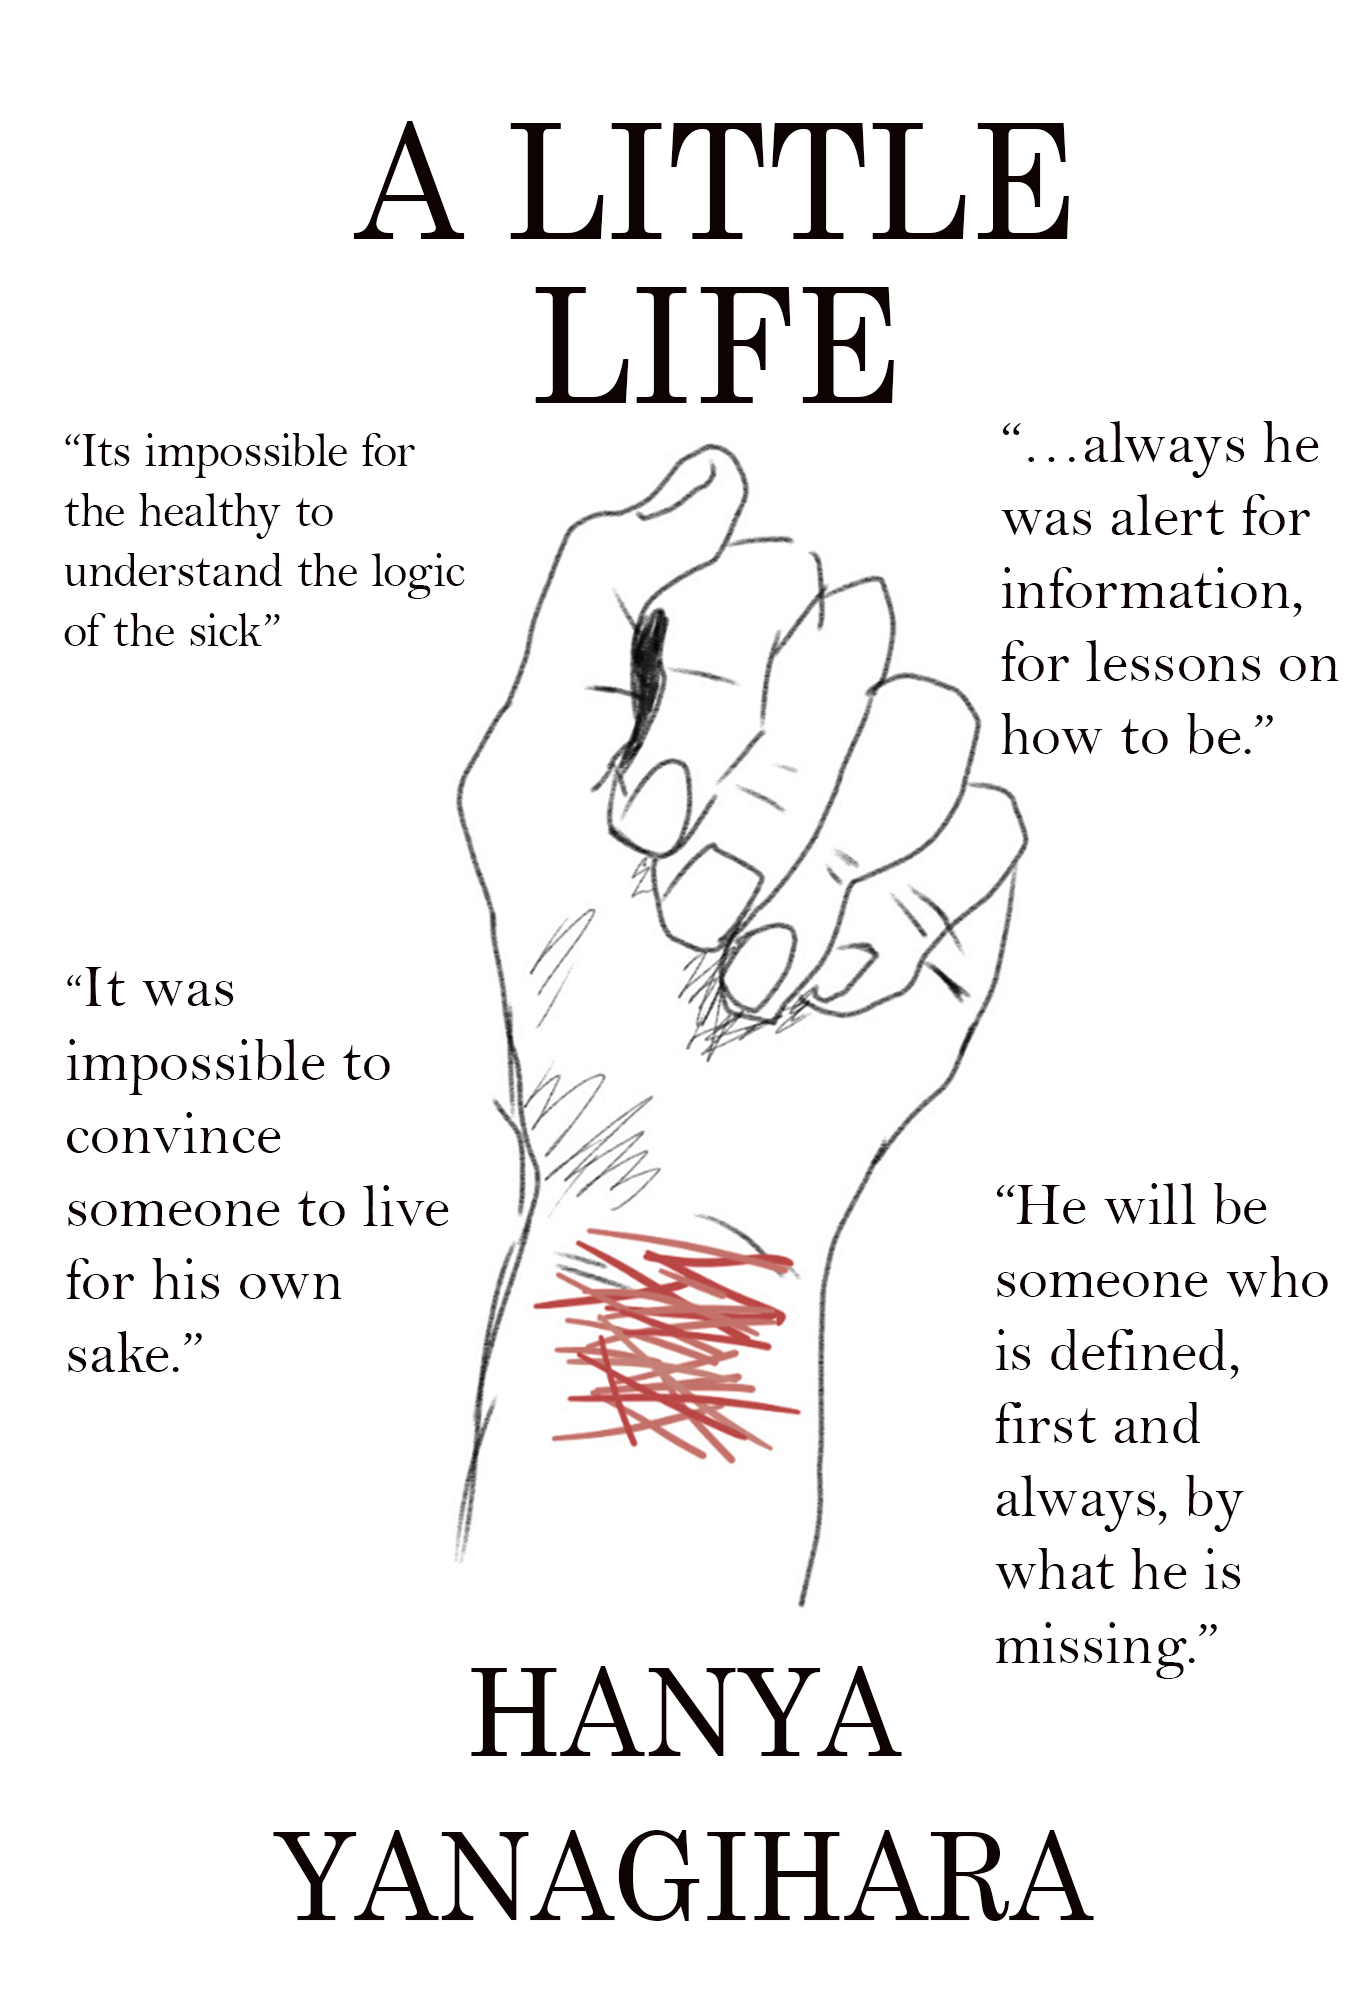 A LITTLE
LIFE
“Its impossible for
the healthy to
understand the logic
of the sick”
“…always he
was alert for
information,
for lessons on
how to be.”
“It was
impossible to
convince
someone to live
for his own
sake.”
“He will be
someone who
is defined,
first and
always, by
what he is
missing.”
HANYA
YANAGIHARA